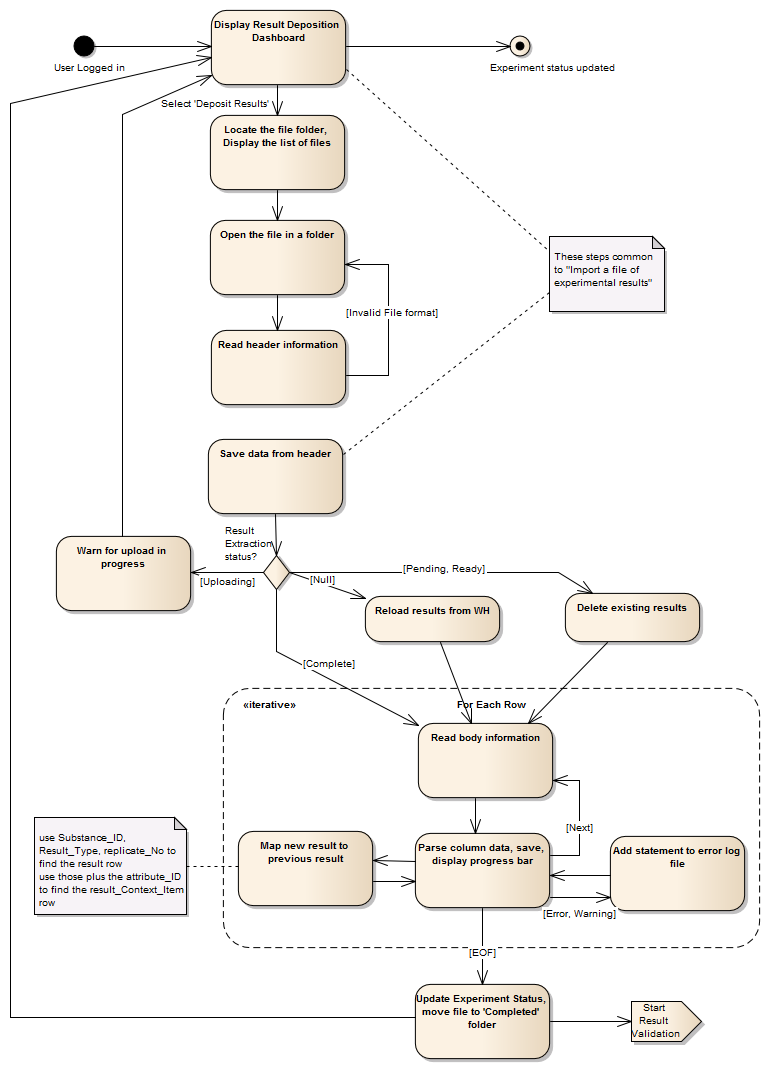 Display Result Deposition
Dashboard
User Logged in
Experiment status updated
Select 'Deposit Results'
Locate the file folder,
Display the list of files
Open the file in a folder
These steps common
to "Import a file of
experimental results"
[Invalid File format]
Read header information
Save data from header
Result
Extraction
status?
Warn for upload in
progress
[Uploading]
[Null]
[Pending, Ready]
Reload results from WH
Delete existing results
[Complete]
«iterative»
For Each Row
Read body information
[Next]
use Substance_ID,
Result_Type, replicate_No to
find the result row
use those plus the attribute_ID
to find the result_Context_Item
row
Map new result to
previous result
Parse column data, save,
display progress bar
Add statement to error log
file
[Error, Warning]
[EOF]
Update Experiment Status,
move file to 'Completed'
folder
Start
Result
Validation